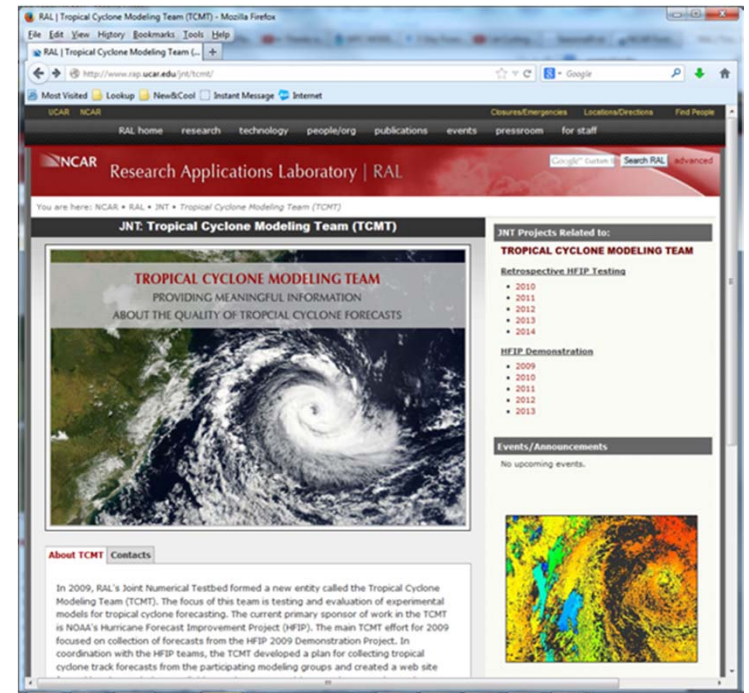 RAL | Tropical Cyclone Modeling Team (TCMT) - Mozilla Firefox
File Edit View History Bookmarks Tools Help
RAL | Tropical Cyclone Modeling Team (... +
http://www.rap.ucar.edu/jnt/tcmt/
Google
Most Visited Lookup New&Cool Instant Message Internet
UCAR NCAR Closures/Emergencies Locations/Directions Find People
RAL home research technology people/org publications events pressroom for staff
NCAR Research Applications Laboratory | RAL
Search RAL advanced
You are here: NCAR • RAL • JNT • Tropical Cyclone Modeling Team (TCMT)
JNT: Tropical Cyclone Modeling Team (TCMT)
TROPICAL CYCLONE MODELING TEAM
PROVIDING MEANINGFUL INFORMATION
ABOUT THE QUALITY OF TROPCIAL CYCLONE FORECASTS
JNT Projects Related to:
TROPICAL CYCLONE MODELING TEAM
Retrospective HFIP Testing
• 2010
• 2011
• 2012
• 2013
• 2014
HFIP Demonstration
• 2009
• 2010
• 2011
• 2012
• 2013
Events/Announcements
No upcoming events.
About TCMT Contacts
In 2009, RAL's Joint Numerical Testbed formed a new entity called the Tropical Cyclone
Modeling Team (TCMT). The focus of this team is testing and evaluation of experimental
models for tropical cyclone forecasting. The current primary sponsor of work in the TCMT
is NOAA's Hurricane Forecast Improvement Project (HFIP). The main TCMT effort for 2009
focused on collection of forecasts from the HFIP 2009 Demonstration Project. In
coordination with the HFIP teams, the TCMT developed a plan for collecting tropical
cyclone track forecasts from the participating modeling groups and created a web site